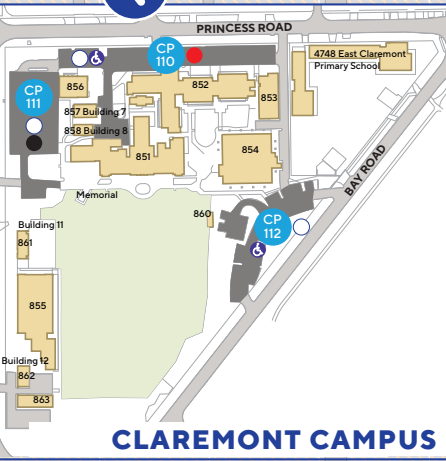 PRINCESS ROAD
CP
110
4748 East Claremont
Primary School
CP
111
856
852
853
857 Building 7
858 Building 8
851
854
BAY ROAD
Memorial
860
CP
112
Building 11
861
855
Building 12
862
863
CLAREMONT CAMPUS